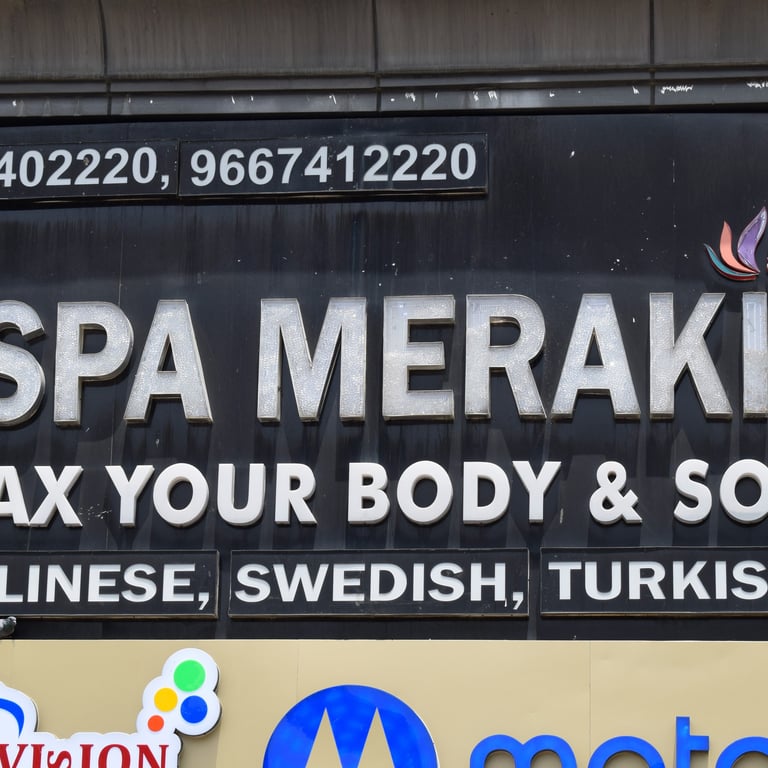 402220, 9667412220
SPA MERAKI
AX YOUR BODY & SO
LINESE, SWEDISH, TURKIS
VISION
moto